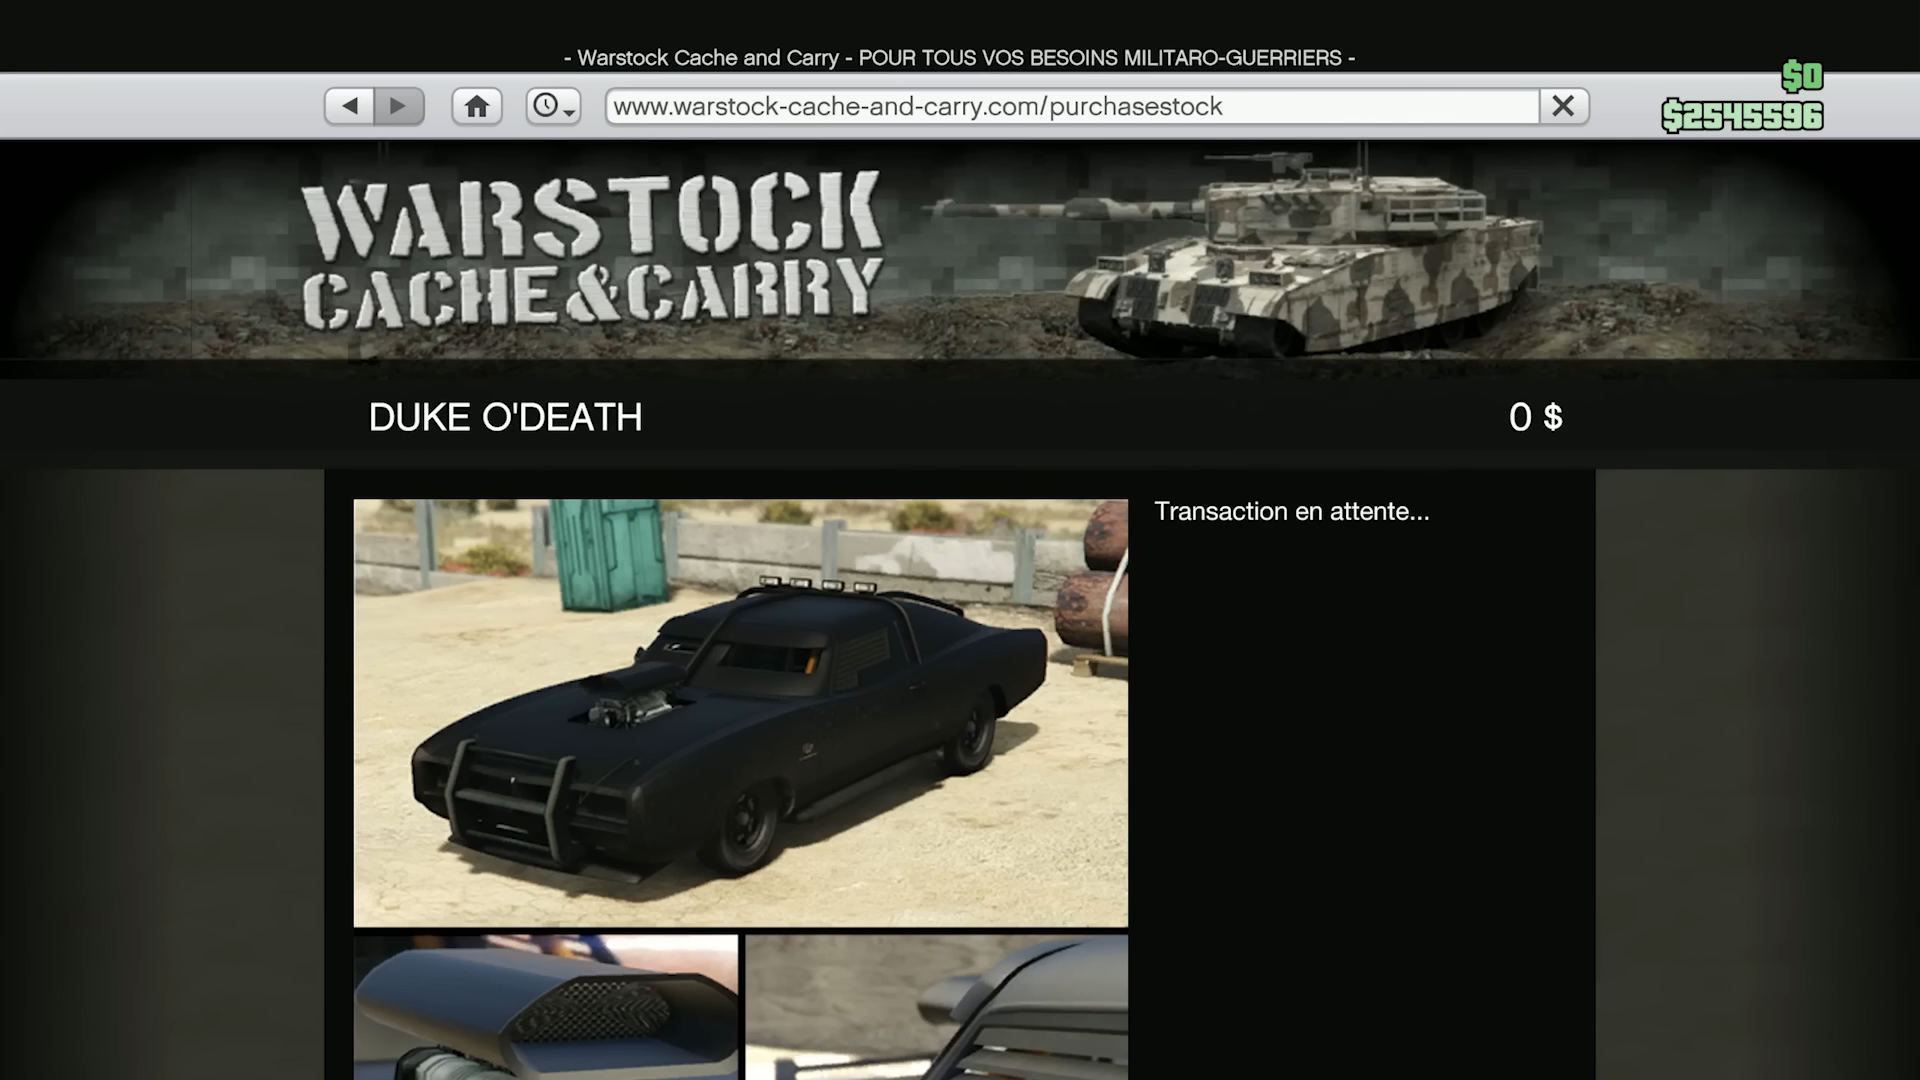 - Warstock Cache and Carry - POUR TOUS VOS BESOINS MILITARO-GUERRIERS -
$0
www.warstock-cache-and-carry.com/purchasestock
$2545596
WARSTOCK
CACHE&CARRY
DUKE O'DEATH
0 $
Transaction en attente...